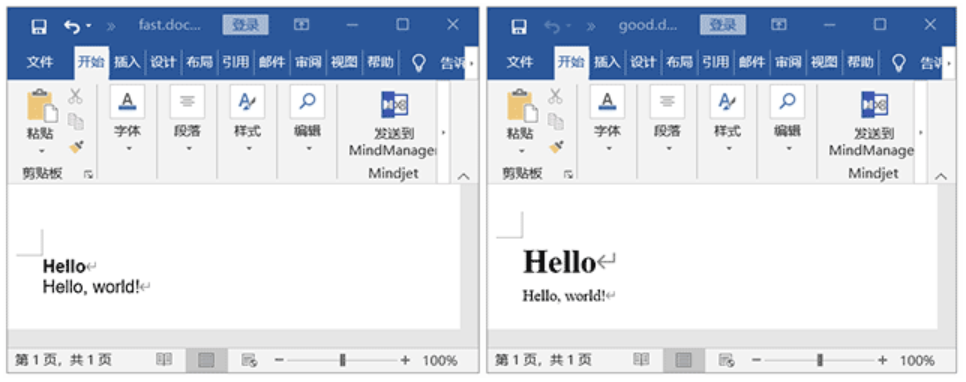 fast.doc... 登录
文件 开始 插入 设计 布局 引用 邮件 审阅 视图 帮助 告诉
粘贴 字体 段落 样式 编辑 发送到
MindManager
剪贴板 Mindjet
Hello
Hello, world!
第 1 页，共 1 页 100%
good.d... 登录
文件 开始 插入 设计 布局 引用 邮件 审阅 视图 帮助 告诉
粘贴 字体 段落 样式 编辑 发送到
MindManage
剪贴板 Mindjet
Hello
Hello, world!
第 1 页，共 1 页 100%